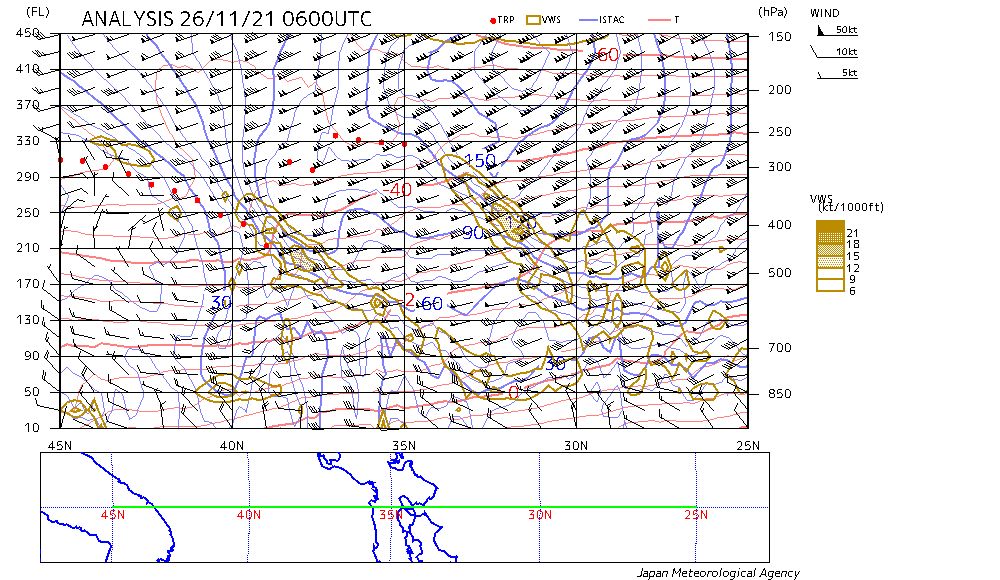 (FL) ANALYSIS 26/11/21 0600UTC TRP VWS ISTAC T (hPa) WIND
450 150 50kt
60
410 10kt
5kt
200
370
250
330
150
300
290
40
VWS
(kt/1000ft)
250
400
90 21
210 18
15
500 12
170 9
6
30 -2 60
130
700
90
30
50 0 850
10
45N 40N 35N 30N 25N
45N 40N 35N 30N 25N
Japan Meteorological Agency